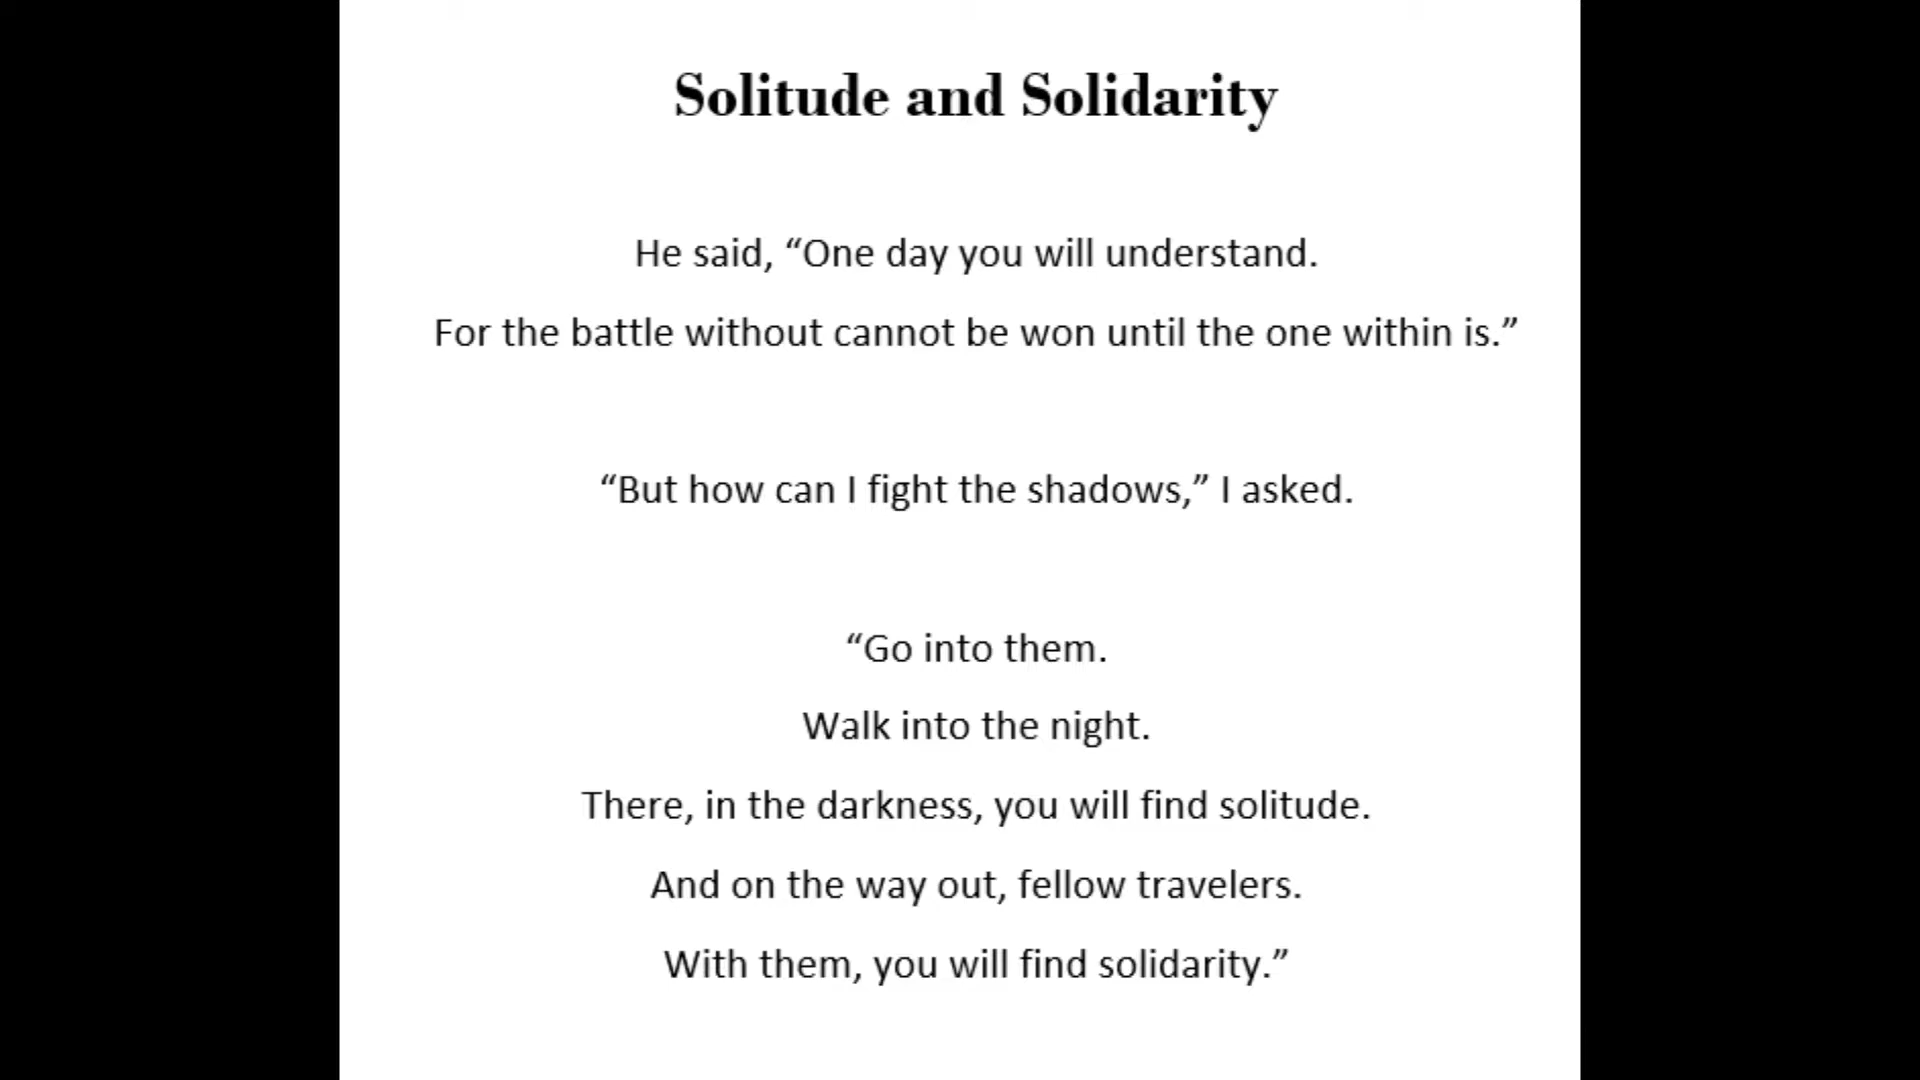 Solitude and Solidarity
He said, “One day you will understand.
For the battle without cannot be won until the one within is.”
“But how can I fight the shadows,” I asked.
“Go into them.
Walk into the night.
There, in the darkness, you will find solitude.
And on the way out, fellow travelers.
With them, you will find solidarity.”